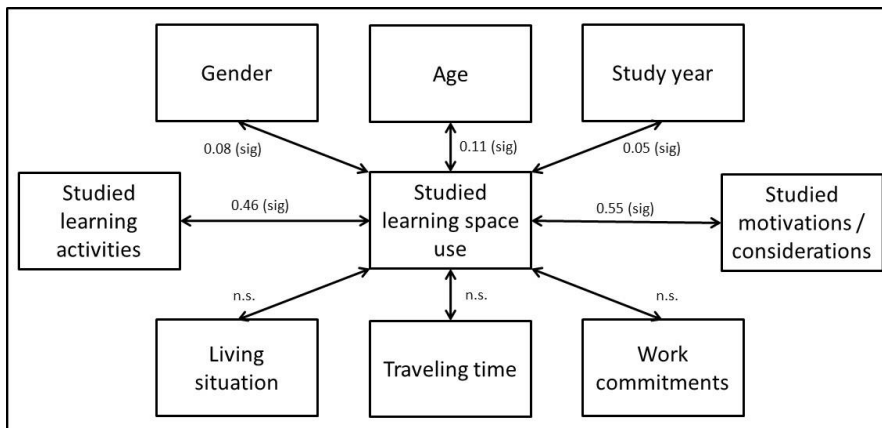 Gender
Age
Study year
0.08 (sig)
0.11 (sig)
0.05 (sig)
Studied
learning
activities
0.46 (sig)
Studied
learning space
use
0.55 (sig)
Studied
motivations /
considerations
n.s.
n.s.
n.s.
Living
situation
Traveling time
Work
commitments